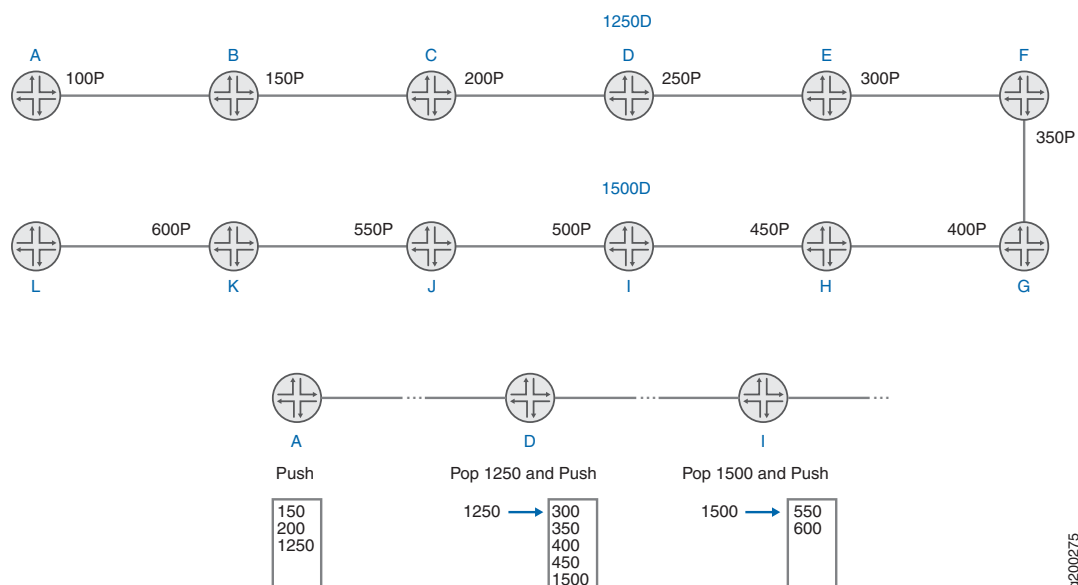 1250D
A B C D E F
100P 150P 200P 250P 300P
350P
1500D
600P 550P 500P 450P 400P
L K J I H G
A D I
Push Pop 1250 and Push Pop 1500 and Push
150 1250 300 1500 550
200 350 600
1250 400
450
1500
g200275